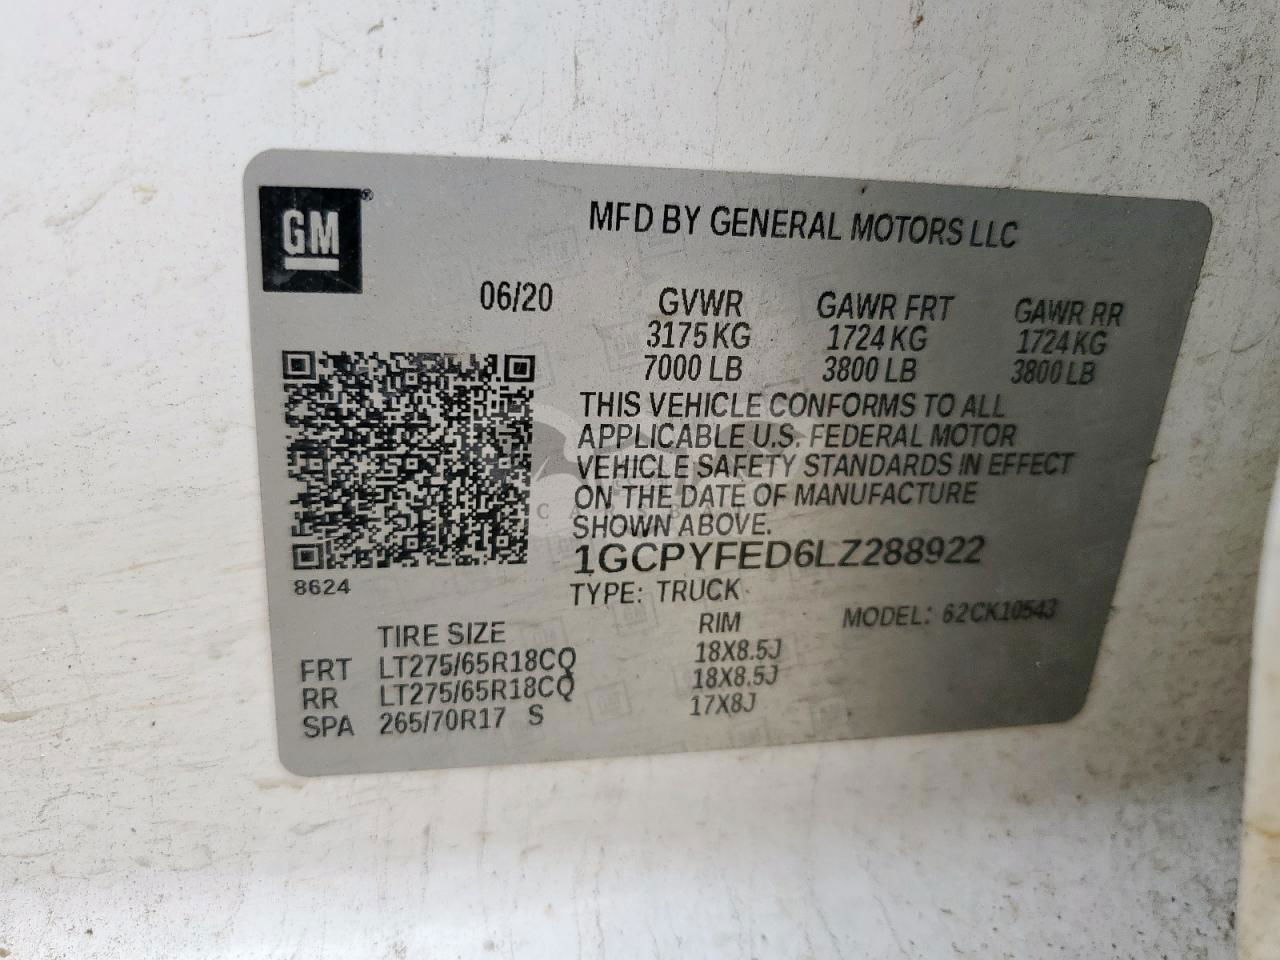 GM®
MFD BY GENERAL MOTORS LLC
06/20 GVWR GAWR FRT GAWR RR
3175 KG 1724 KG 1724 KG
7000 LB 3800 LB 3800 LB
THIS VEHICLE CONFORMS TO ALL
APPLICABLE U.S. FEDERAL MOTOR
VEHICLE SAFETY STANDARDS IN EFFECT
ON THE DATE OF MANUFACTURE
SHOWN ABOVE.
1GCPYFED6LZ288922
8624
TYPE: TRUCK
MODEL: 62CK10543
TIRE SIZE RIM
FRT LT275/65R18CQ 18X8.5J
RR LT275/65R18CQ 18X8.5J
SPA 265/70R17 S 17X8J